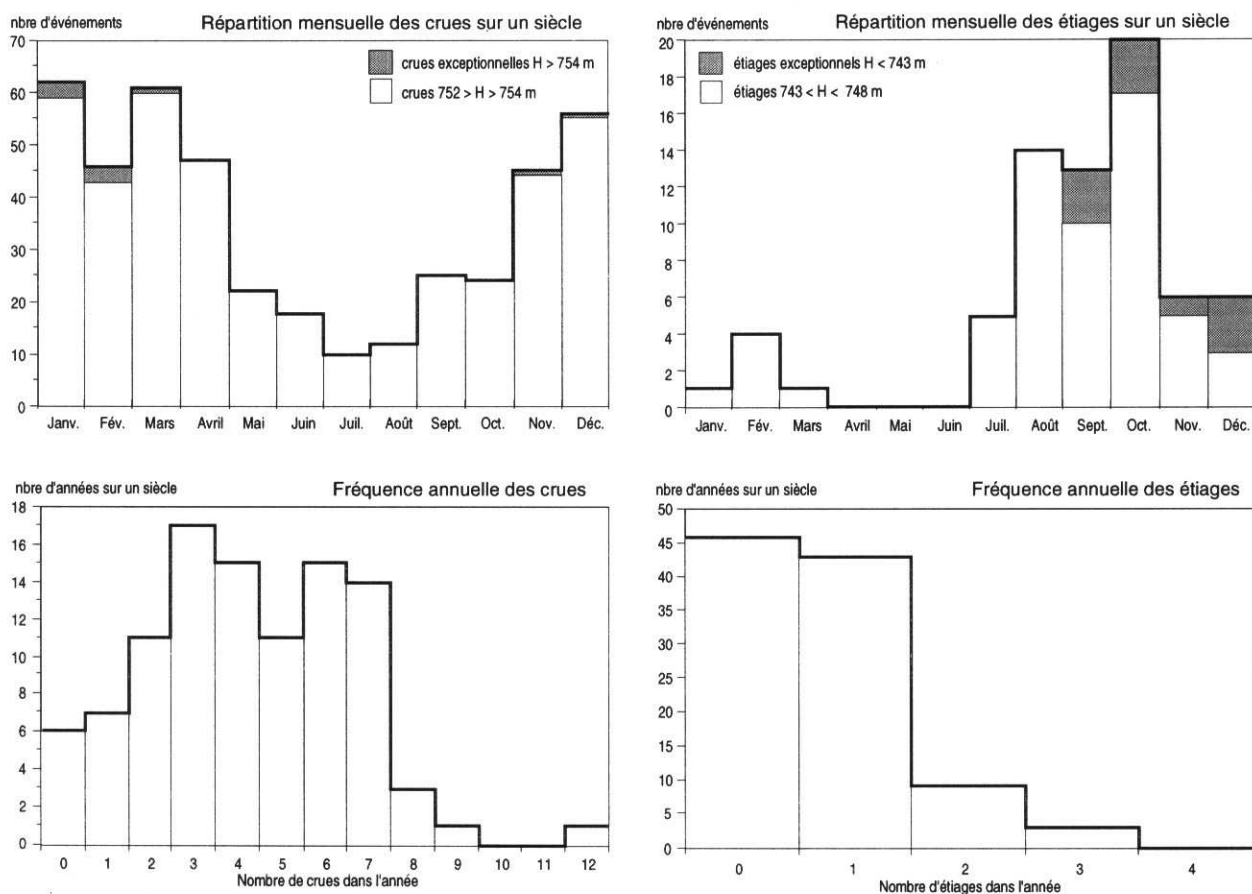 nbre d'événements
Répartition mensuelle des crues sur un siècle
70
60
50
40
30
20
10
0
crues exceptionnelles H > 754 m
crues 752 > H > 754 m
Janv. Fév. Mars Avril Mai Juin Juil. Août Sept. Oct. Nov. Déc.
nbre d'événements
Répartition mensuelle des étiages sur un siècle
20
18
16
14
12
10
8
6
4
2
0
étiages exceptionnels H < 743 m
étiages 743 < H < 748 m
Janv. Fév. Mars Avril Mai Juin Juil. Août Sept. Oct. Nov. Déc.
nbre d'années sur un siècle
Fréquence annuelle des crues
18
16
14
12
10
8
6
4
2
0
0 1 2 3 4 5 6 7 8 9 10 11 12
Nombre de crues dans l'année
nbre d'années sur un siècle
Fréquence annuelle des étiages
50
45
40
35
30
25
20
15
10
5
0
0 1 2 3 4
Nombre d'étiages dans l'année